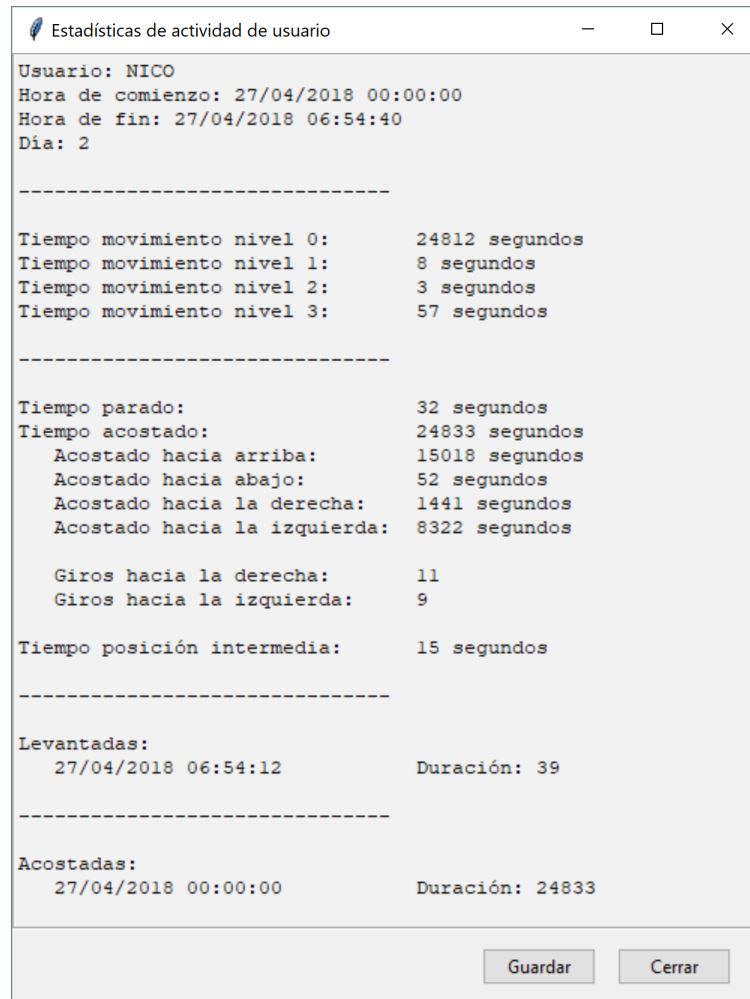 Estadísticas de actividad de usuario
Usuario: NICO
Hora de comienzo: 27/04/2018 00:00:00
Hora de fin: 27/04/2018 06:54:40
Día: 2
-------------------------------
Tiempo movimiento nivel 0: 24812 segundos
Tiempo movimiento nivel 1: 8 segundos
Tiempo movimiento nivel 2: 3 segundos
Tiempo movimiento nivel 3: 57 segundos
-------------------------------
Tiempo parado: 32 segundos
Tiempo acostado: 24833 segundos
Acostado hacia arriba: 15018 segundos
Acostado hacia abajo: 52 segundos
Acostado hacia la derecha: 1441 segundos
Acostado hacia la izquierda: 8322 segundos
Giros hacia la derecha: 11
Giros hacia la izquierda: 9
Tiempo posición intermedia: 15 segundos
-------------------------------
Levantadas:
27/04/2018 06:54:12 Duración: 39
-------------------------------
Acostadas:
27/04/2018 00:00:00 Duración: 24833
Guardar Cerrar